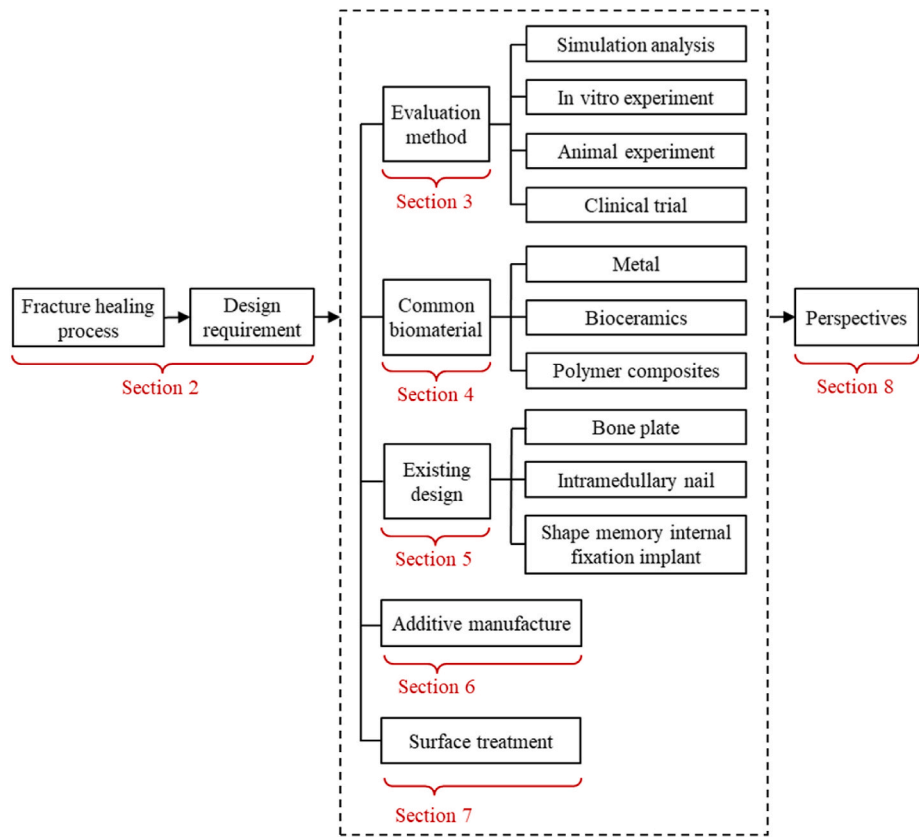 Fracture healing
process
Design
requirement
Section 2
Evaluation
method
Section 3
Simulation analysis
In vitro experiment
Animal experiment
Clinical trial
Common
biomaterial
Section 4
Metal
Bioceramics
Polymer composites
Existing
design
Section 5
Bone plate
Intramedullary nail
Shape memory internal
fixation implant
Additive manufacture
Section 6
Surface treatment
Section 7
Perspectives
Section 8